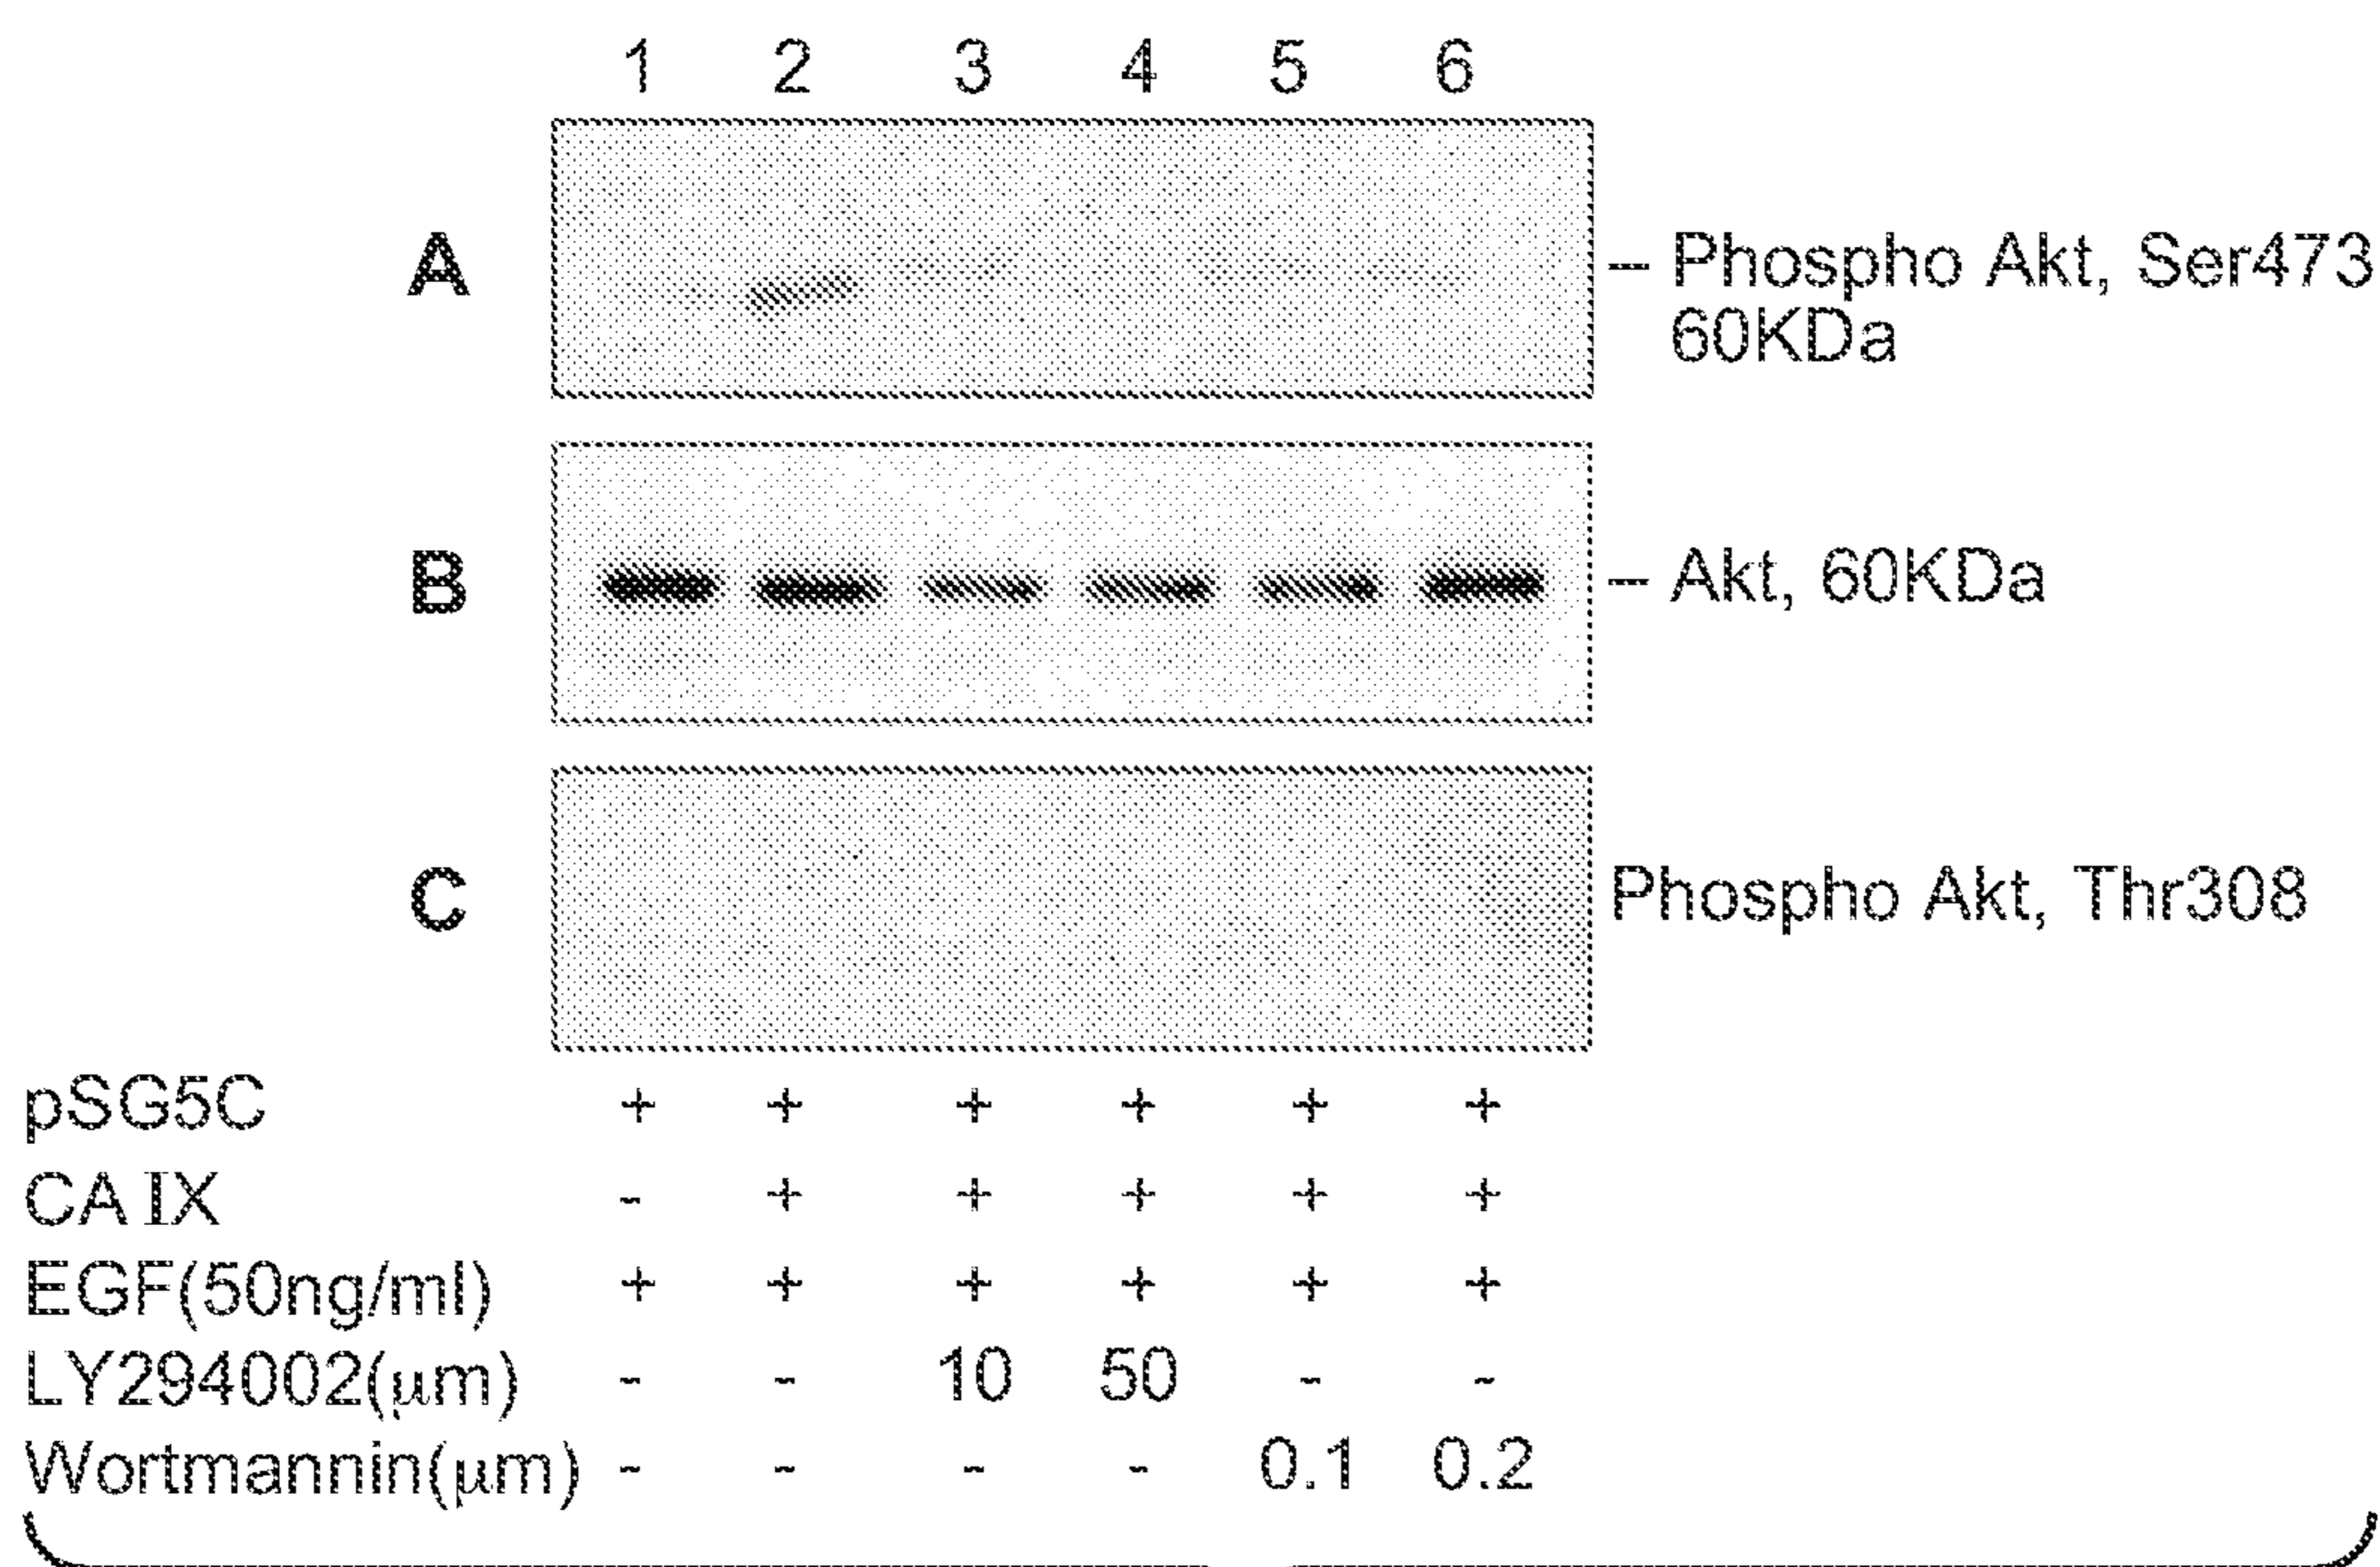 1 2 3 4 5 6
A
-- Phospho Akt, Ser473
60KDa
B
-- Akt, 60KDa
C
Phospho Akt, Thr308
pSG5C + + + + + +
CA IX - + + + + +
EGF(50ng/ml) + + + + + +
LY294002(μm) - - 10 50 - -
Wortmannin(μm) - - - - 0.1 0.2